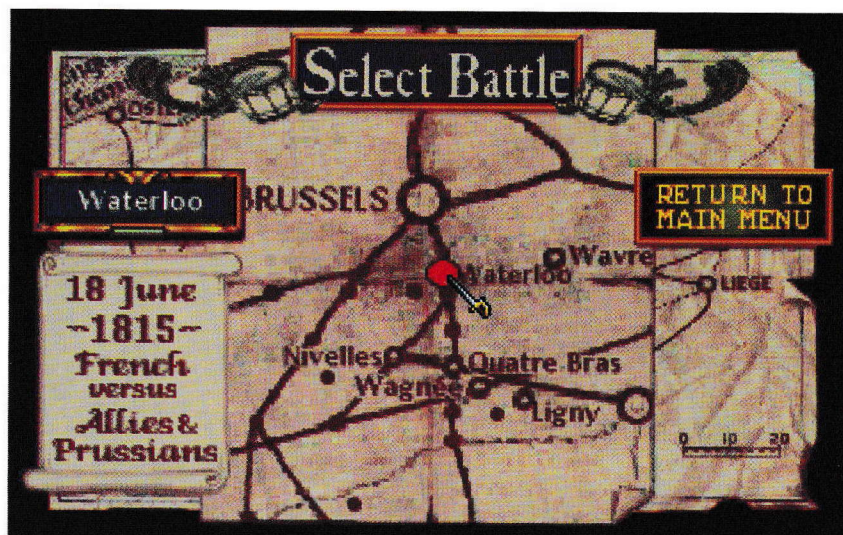 Select Battle
Waterloo
BRUSSELS
RETURN TO
MAIN MENU
Waterloo
Wavre
LIEGE
18 June
~1815~
French
versus
Allies &
Prussians
Nivelles
Quatre Bras
Wagnée
Ligny
0 10 20